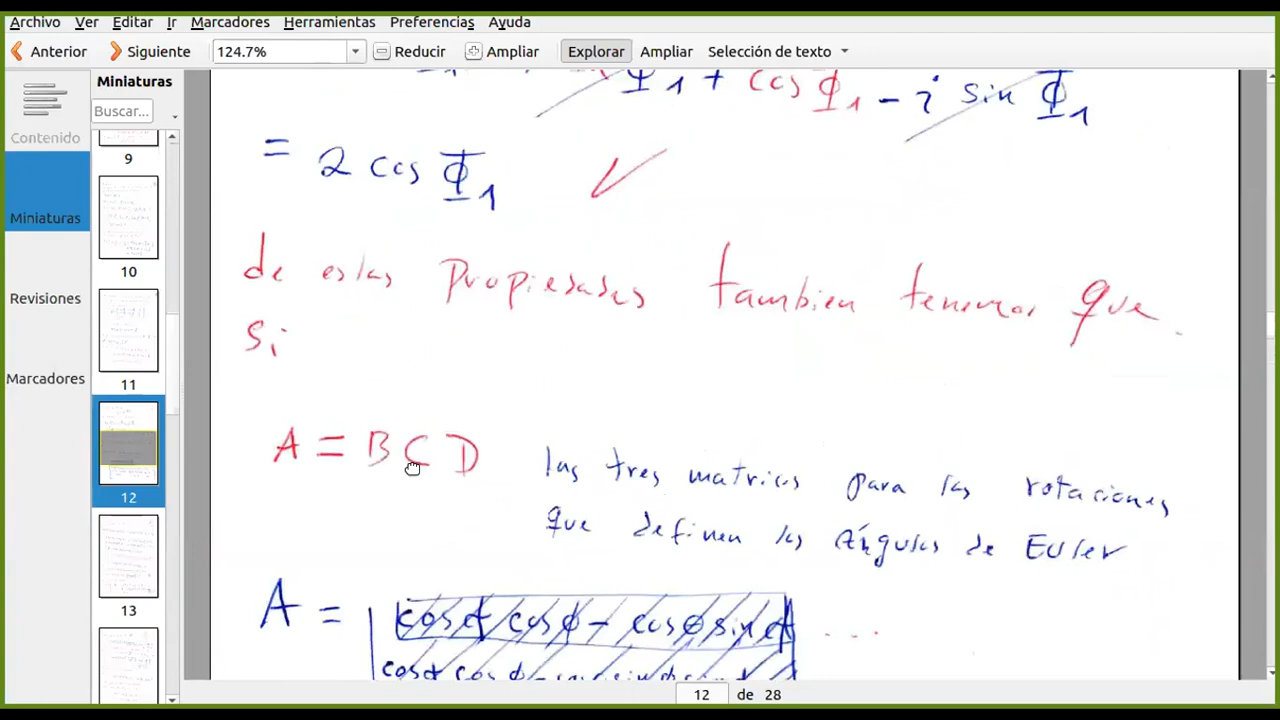 Archivo Ver Editar Ir Marcadores Herramientas Preferencias Ayuda
Anterior Siguiente 124.7% Reducir Ampliar Explorar Ampliar Selección de texto
Contenido
Miniaturas
Revisiones
Marcadores
Miniaturas
Buscar...
9
10
11
12
13
Φ1 + cos Φ1 - i sin Φ1
= 2 cos Φ1 ✓
de estas Propiedades tambien tenemos que
Si
A = B C D
las tres matrices para las rotaciones
que definen los Ángulos de Euler
A =
12 de 28